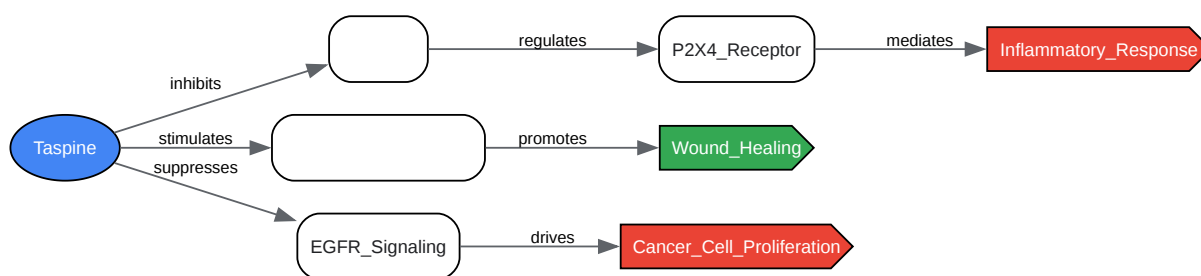 regulates
P2X4_Receptor
mediates
Inflammatory_Response
inhibits
Taspine
stimulates
promotes
Wound_Healing
suppresses
EGFR_Signaling
drives
Cancer_Cell_Proliferation